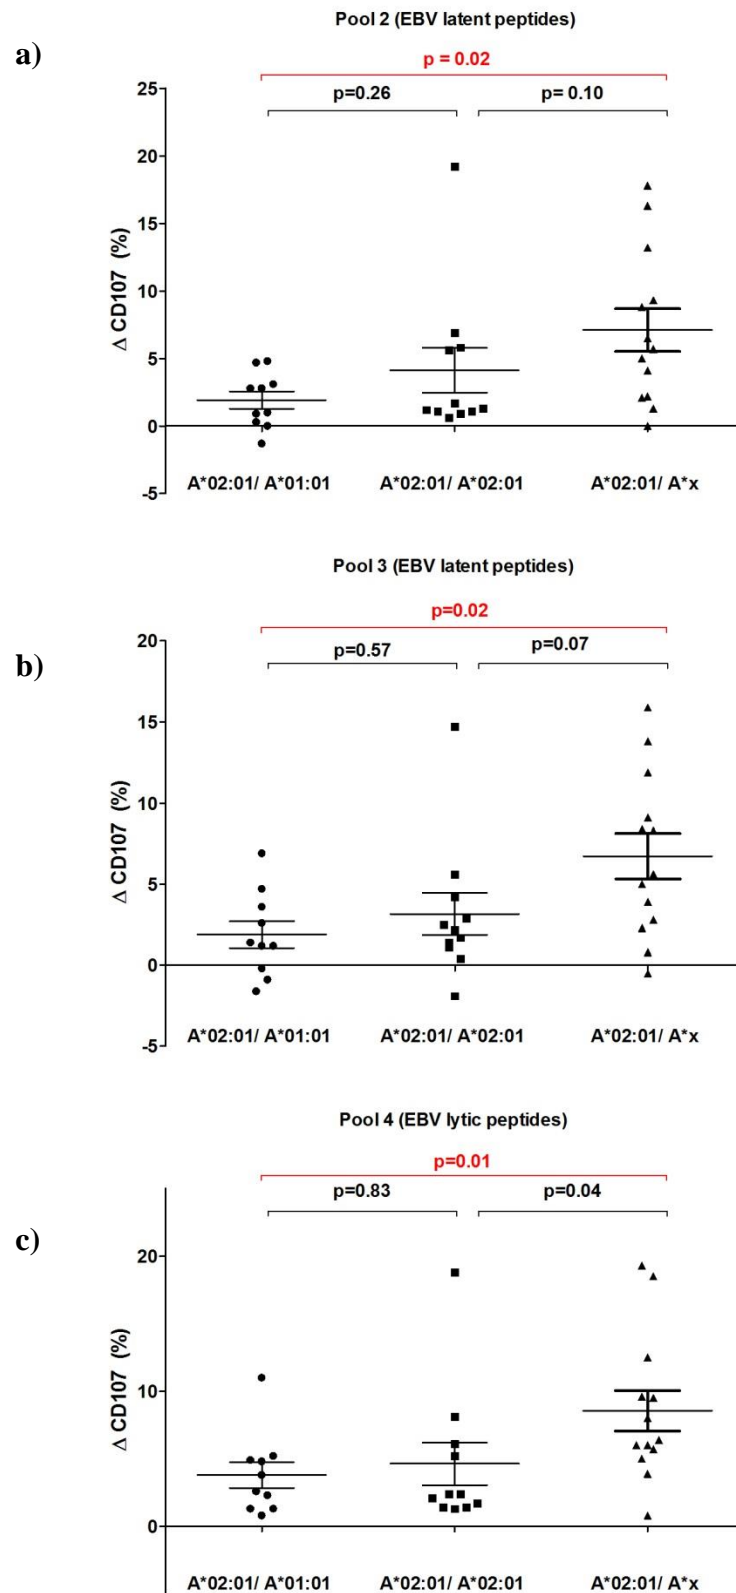 Pool 2 (EBV latent peptides)
a)
p = 0.02
p=0.26 p= 0.10
25
20
15
10
5
0
-5
Δ CD107 (%)
A*02:01/ A*01:01 A*02:01/ A*02:01 A*02:01/ A*x
Pool 3 (EBV latent peptides)
b)
p=0.02
p=0.57 p=0.07
20
15
10
5
0
-5
Δ CD107 (%)
A*02:01/ A*01:01 A*02:01/ A*02:01 A*02:01/ A*x
Pool 4 (EBV lytic peptides)
c)
p=0.01
p=0.83 p=0.04
20
10
0
Δ CD107 (%)
A*02:01/ A*01:01 A*02:01/ A*02:01 A*02:01/ A*x